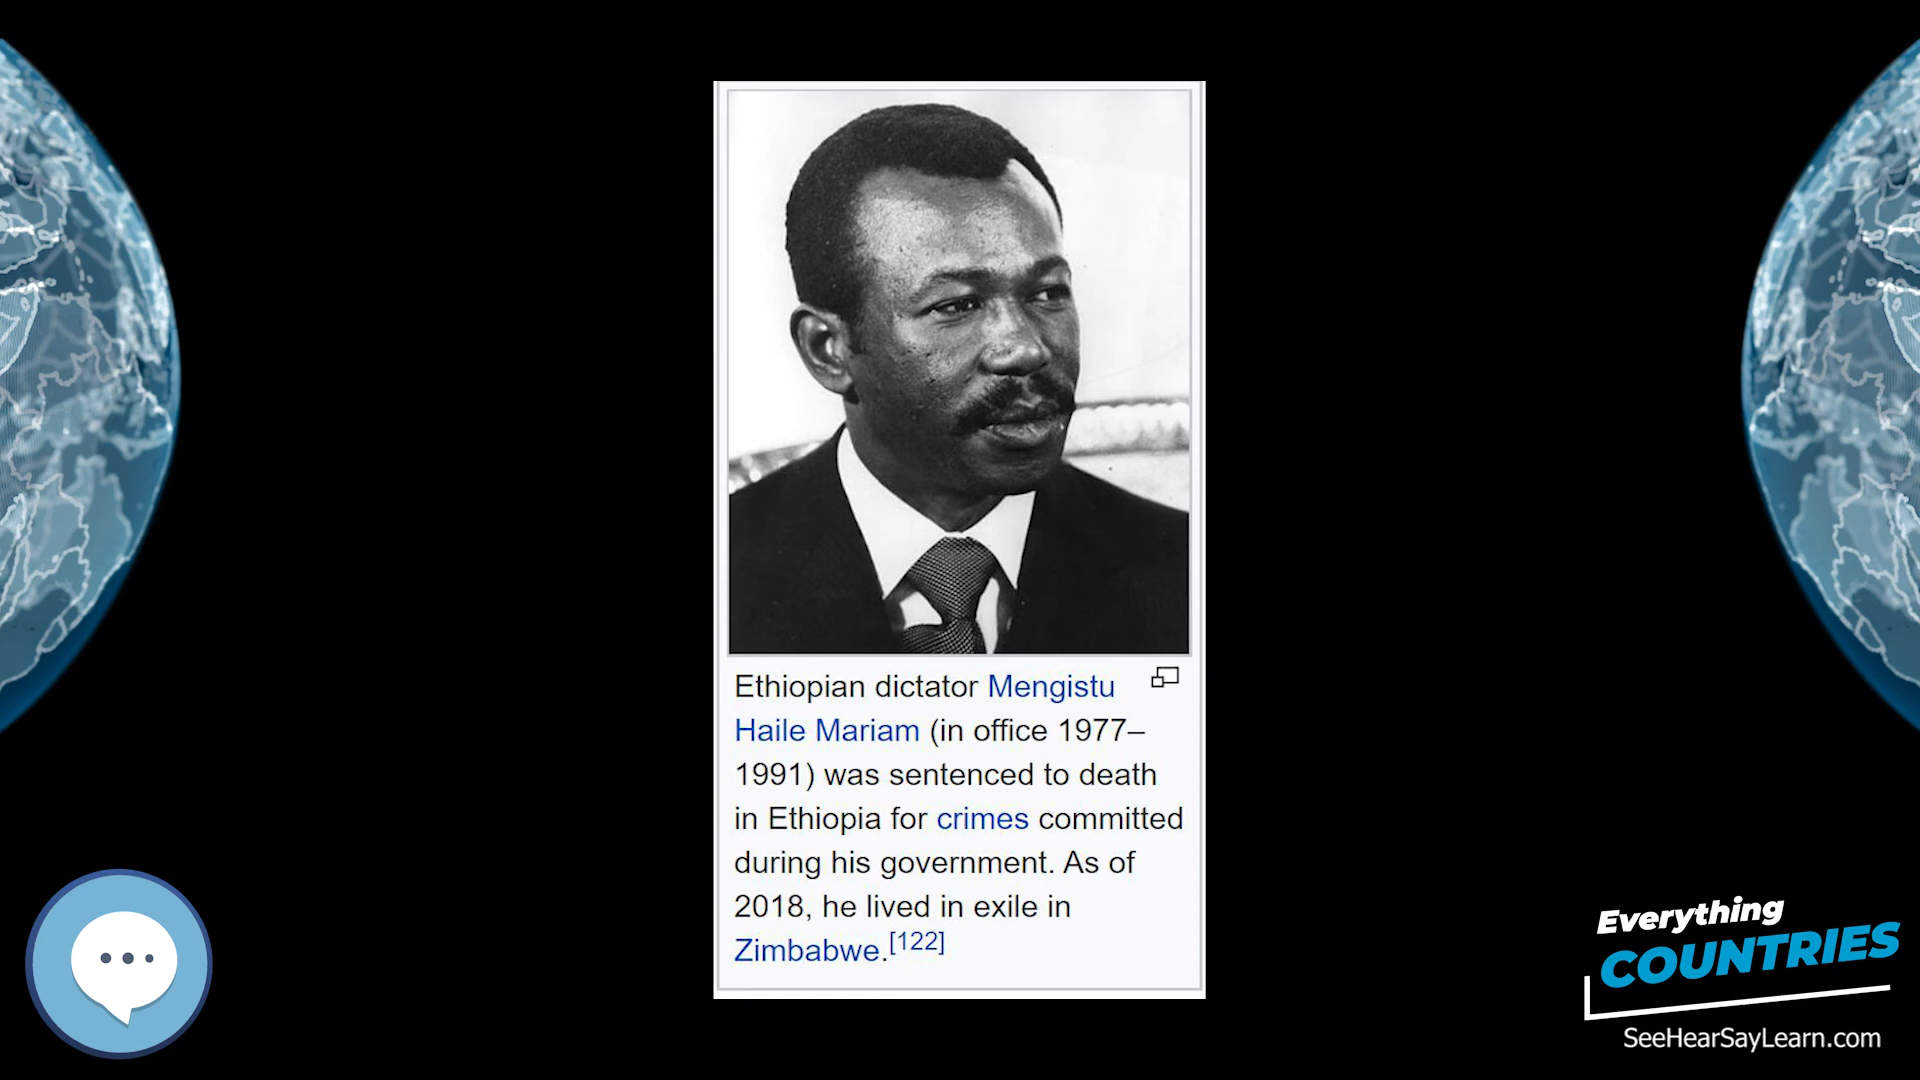 Ethiopian dictator Mengistu
Haile Mariam (in office 1977–
1991) was sentenced to death
in Ethiopia for crimes committed
during his government. As of
2018, he lived in exile in
Zimbabwe.[122]
Everything
COUNTRIES
SeeHearSayLearn.com